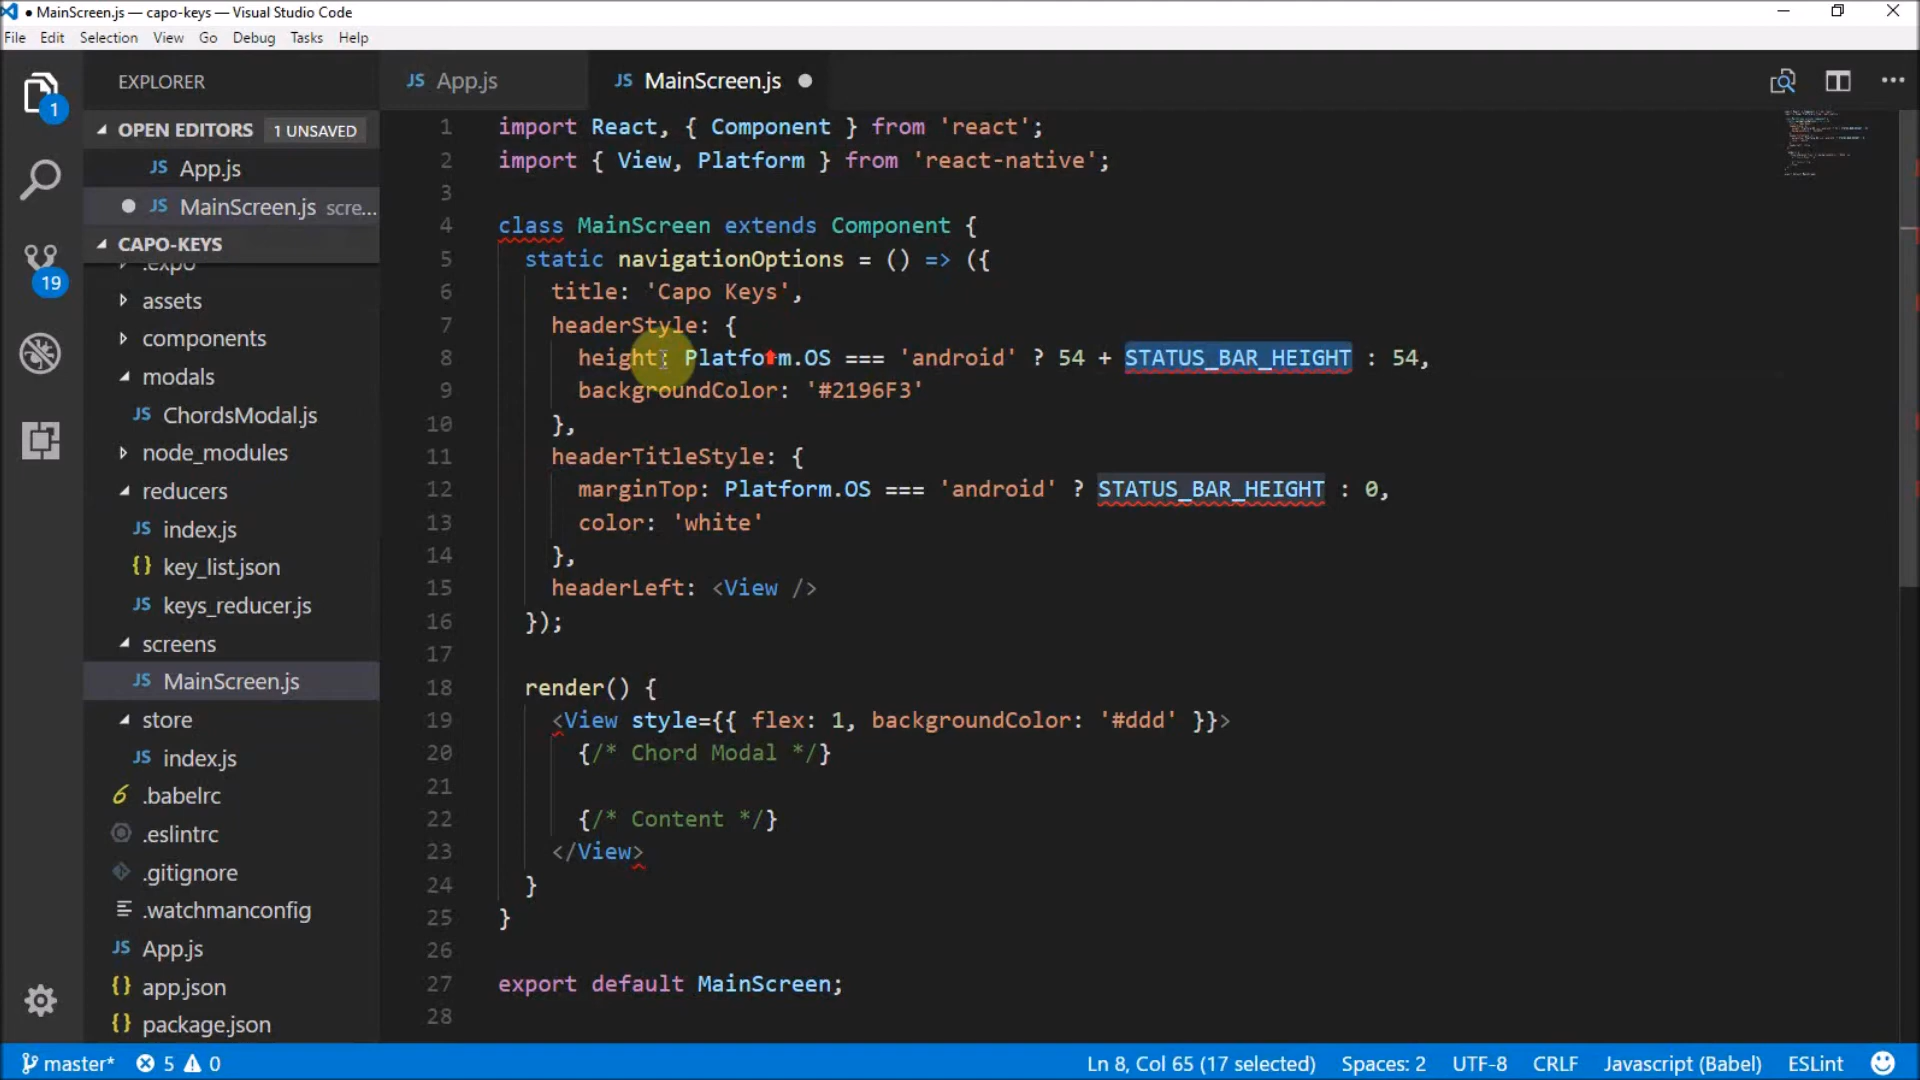 ● MainScreen.js — capo-keys — Visual Studio Code
File Edit Selection View Go Debug Tasks Help
EXPLORER
JS App.js
JS MainScreen.js ●
OPEN EDITORS 1 UNSAVED
JS App.js
● JS MainScreen.js scre...
CAPO-KEYS
.expo
assets
components
modals
JS ChordsModal.js
node_modules
reducers
JS index.js
{} key_list.json
JS keys_reducer.js
screens
JS MainScreen.js
store
JS index.js
.babelrc
.eslintrc
.gitignore
.watchmanconfig
JS App.js
{} app.json
{} package.json
1
19
1 import React, { Component } from 'react';
2 import { View, Platform } from 'react-native';
3
4 class MainScreen extends Component {
5 static navigationOptions = () => ({
6 title: 'Capo Keys',
7 headerStyle: {
8 height: Platform.OS === 'android' ? 54 + STATUS_BAR_HEIGHT : 54,
9 backgroundColor: '#2196F3'
10 },
11 headerTitleStyle: {
12 marginTop: Platform.OS === 'android' ? STATUS_BAR_HEIGHT : 0,
13 color: 'white'
14 },
15 headerLeft: <View />
16 });
17
18 render() {
19 <View style={{ flex: 1, backgroundColor: '#ddd' }}>
20 {/* Chord Modal */}
21
22 {/* Content */}
23 </View>
24 }
25 }
26
27 export default MainScreen;
28
master* 5 0 Ln 8, Col 65 (17 selected) Spaces: 2 UTF-8 CRLF Javascript (Babel) ESLint